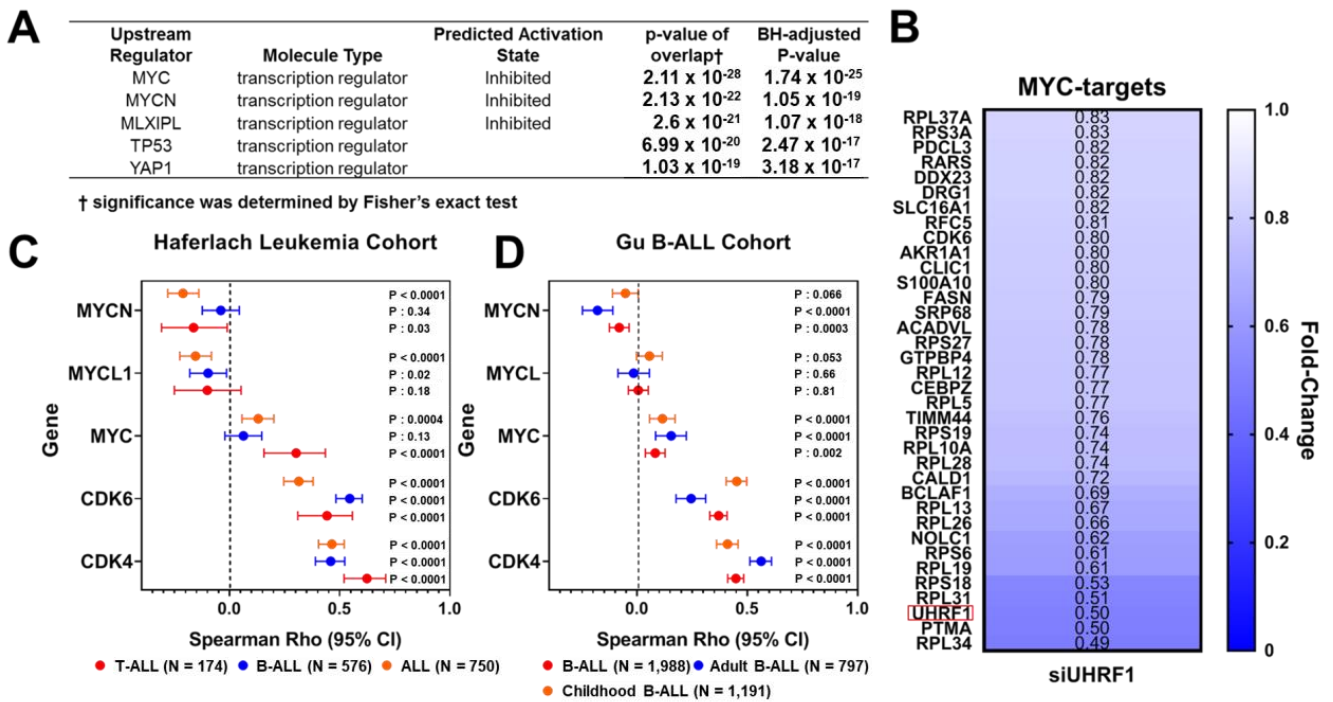 A
Upstream Regulator	Molecule Type	Predicted Activation State	p-value of overlap†	BH-adjusted P-value
MYC	transcription regulator	Inhibited	2.11 x 10-28	1.74 x 10-25
MYCN	transcription regulator	Inhibited	2.13 x 10-22	1.05 x 10-19
MLXIPL	transcription regulator	Inhibited	2.6 x 10-21	1.07 x 10-18
TP53	transcription regulator	6.99 x 10-20	2.47 x 10-17
YAP1	transcription regulator	1.03 x 10-19	3.18 x 10-17
† significance was determined by Fisher's exact test
B
MYC-targets
RPL37A 0.83
RPS3A 0.83
PDCL3 0.82
RARS 0.82
DDX23 0.82
DRG1 0.82
SLC16A1 0.82
RFC5 0.81
CDK6 0.80
AKR1A1 0.80
CLIC1 0.80
S100A10 0.80
FASN 0.79
SRP68 0.79
ACADVL 0.78
RPS27 0.78
GTPBP4 0.78
RPL12 0.77
CEBPZ 0.77
RPL5 0.77
TIMM44 0.76
RPS19 0.74
RPL10A 0.74
RPL28 0.74
CALD1 0.72
BCLAF1 0.69
RPL13 0.67
RPL26 0.66
NOLC1 0.62
RPS6 0.61
RPL19 0.61
RPS18 0.53
RPL31 0.51
UHRF1 0.50
PTMA 0.50
RPL34 0.49
siUHRF1
1.0
0.8
0.6
0.4
0.2
0
Fold-Change
C
Haferlach Leukemia Cohort
Gene
MYCN
P < 0.0001
P : 0.34
P : 0.03
MYCL1
P < 0.0001
P : 0.02
P : 0.18
MYC
P : 0.0004
P : 0.13
P < 0.0001
CDK6
P < 0.0001
P < 0.0001
P < 0.0001
CDK4
P < 0.0001
P < 0.0001
P < 0.0001
0.0 0.5 1.0
Spearman Rho (95% CI)
T-ALL (N = 174) B-ALL (N = 576) ALL (N = 750)
D
Gu B-ALL Cohort
Gene
MYCN
P : 0.066
P < 0.0001
P : 0.0003
MYCL
P : 0.053
P : 0.66
P : 0.81
MYC
P < 0.0001
P < 0.0001
P : 0.002
CDK6
P < 0.0001
P < 0.0001
P < 0.0001
CDK4
P < 0.0001
P < 0.0001
P < 0.0001
0.0 0.5 1.0
Spearman Rho (95% CI)
B-ALL (N = 1,988) Adult B-ALL (N = 797)
Childhood B-ALL (N = 1,191)